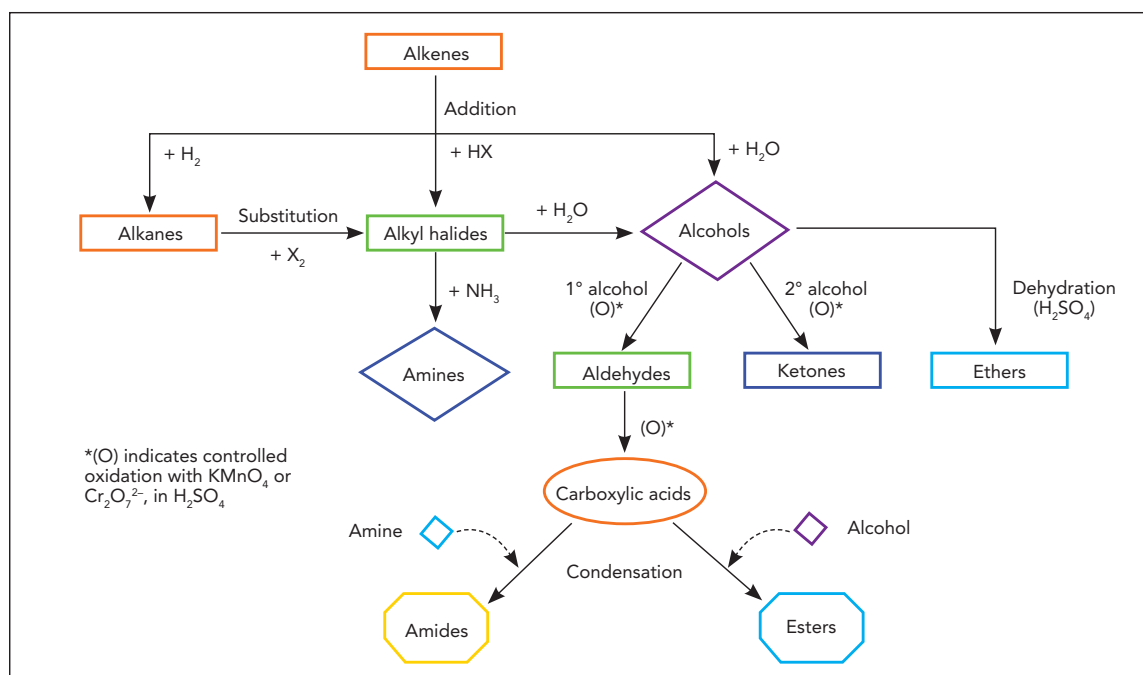 Alkenes
Addition
+ H₂
+ HX
+ H₂O
Alkanes
Substitution
+ X₂
Alkyl halides
+ H₂O
Alcohols
+ NH₃
1° alcohol
(O)*
2° alcohol
(O)*
Dehydration
(H₂SO₄)
Amines
Aldehydes
Ketones
Ethers
(O)*
*(O) indicates controlled
oxidation with KMnO₄ or
Cr₂O₇²⁻, in H₂SO₄
Carboxylic acids
Amine
Alcohol
Condensation
Amides
Esters